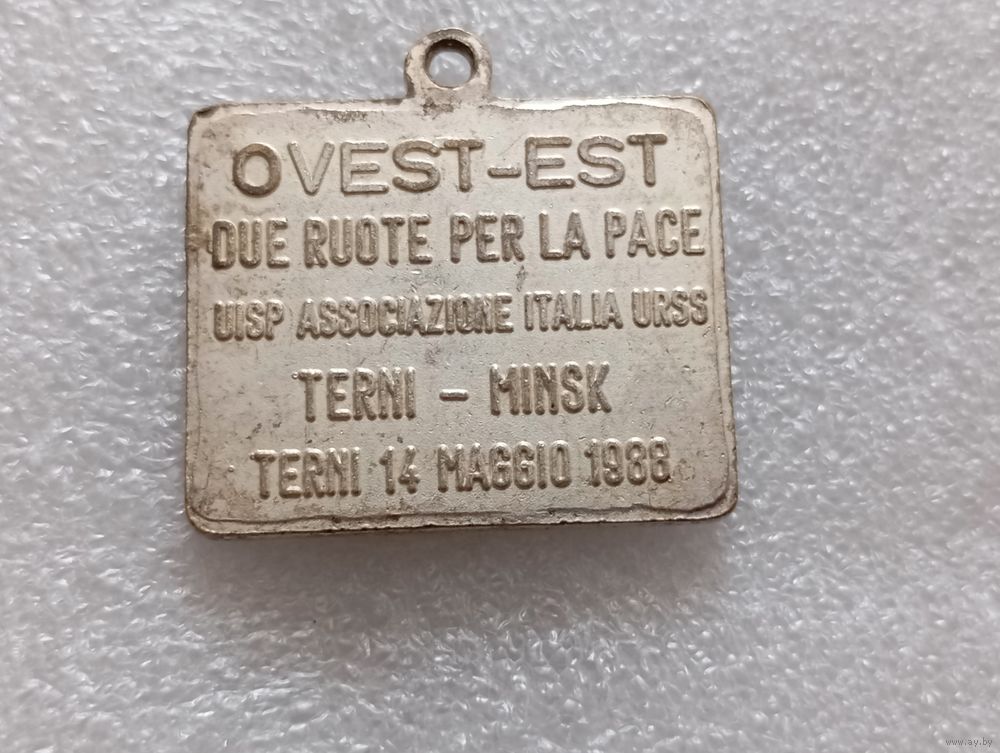 OVEST-EST
DUE RUOTE PER LA PACE
UISP ASSOCIAZIONE ITALIA URSS
TERNI - MINSK
TERNI 14 MAGGIO 1988
www.ay.by